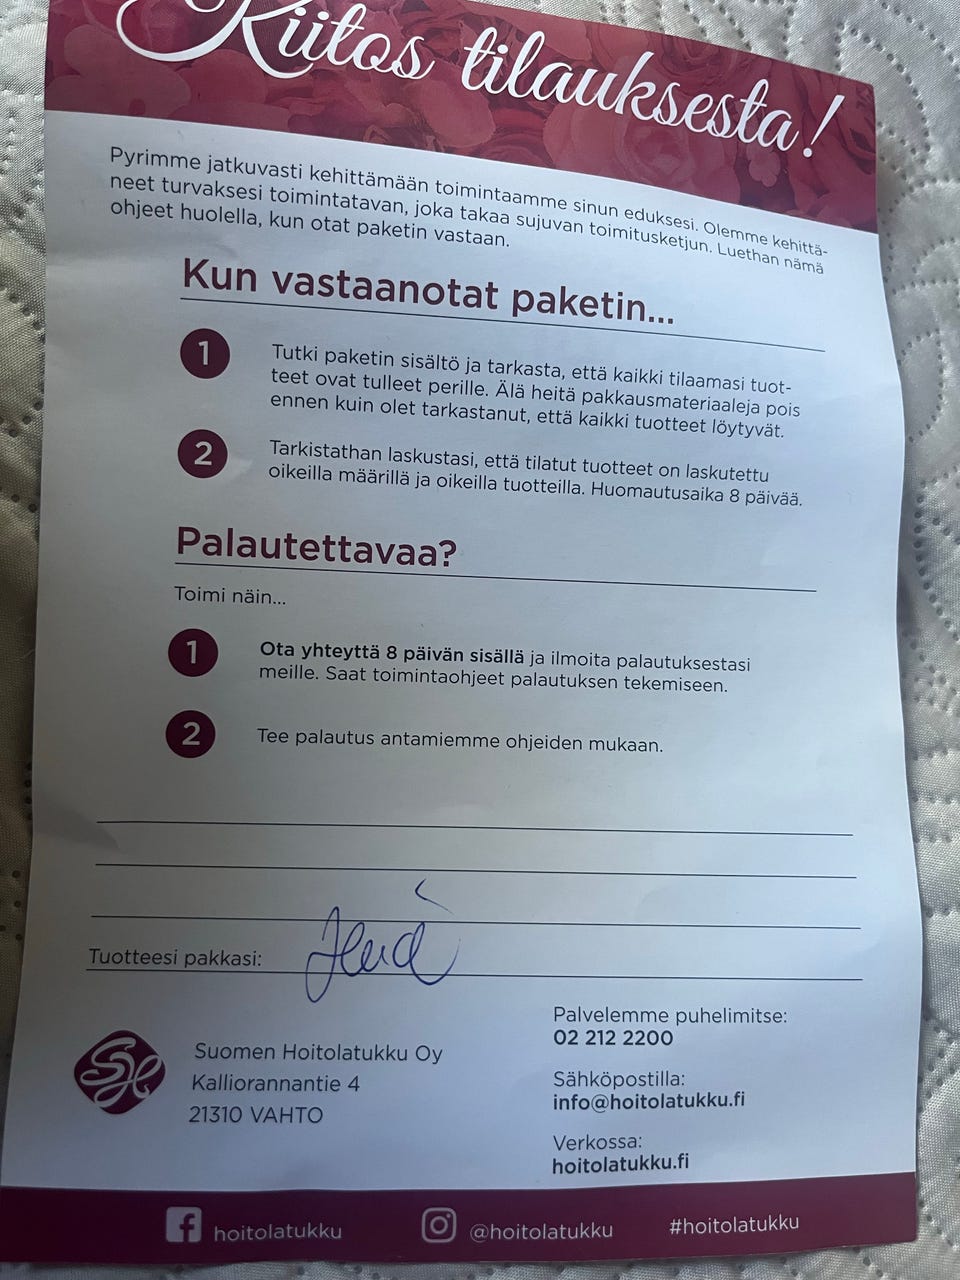 Kiitos tilauksesta!
Pyrimme jatkuvasti kehittämään toimintaamme sinun eduksesi. Olemme kehittä-
neet turvaksesi toimintatavan, joka takaa sujuvan toimitusketjun. Luethan nämä
ohjeet huolella, kun otat paketin vastaan.
Kun vastaanotat paketin...
1
Tutki paketin sisältö ja tarkasta, että kaikki tilaamasi tuot-
teet ovat tulleet perille. Älä heitä pakkausmateriaaleja pois
ennen kuin olet tarkastanut, että kaikki tuotteet löytyvät.
2
Tarkistathan laskustasi, että tilatut tuotteet on laskutettu
oikeilla määrillä ja oikeilla tuotteilla. Huomautusaika 8 päivää.
Palautettavaa?
Toimi näin...
1
Ota yhteyttä 8 päivän sisällä ja ilmoita palautuksestasi
meille. Saat toimintaohjeet palautuksen tekemiseen.
2
Tee palautus antamiemme ohjeiden mukaan.
Tuotteesi pakkasi:
Suomen Hoitolatukku Oy
Kalliorannantie 4
21310 VAHTO
Palvelemme puhelimitse:
02 212 2200
Sähköpostilla:
info@hoitolatukku.fi
Verkossa:
hoitolatukku.fi
hoitolatukku
@hoitolatukku
#hoitolatukku